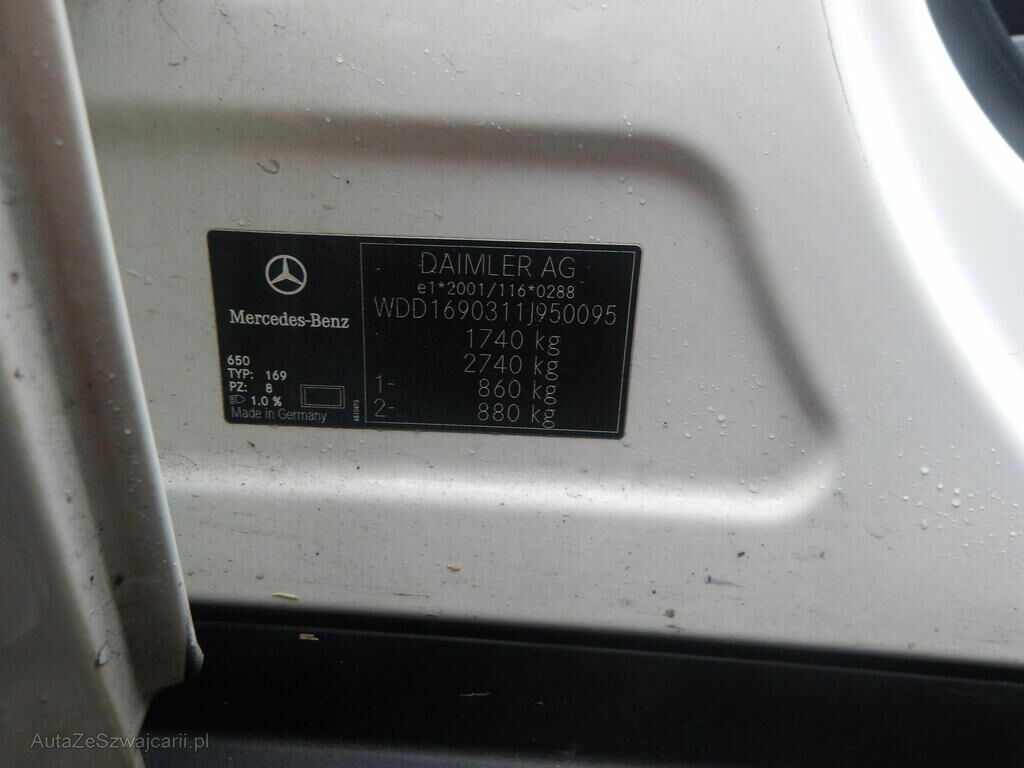 Mercedes-Benz
650
TYP: 169
PZ: 8
1.0 %
Made in Germany
DAIMLER AG
e1*2001/116*0288
WDD1690311J950095
1740 kg
2740 kg
1- 860 kg
2- 880 kg
AutaZeSzwajcarii.pl